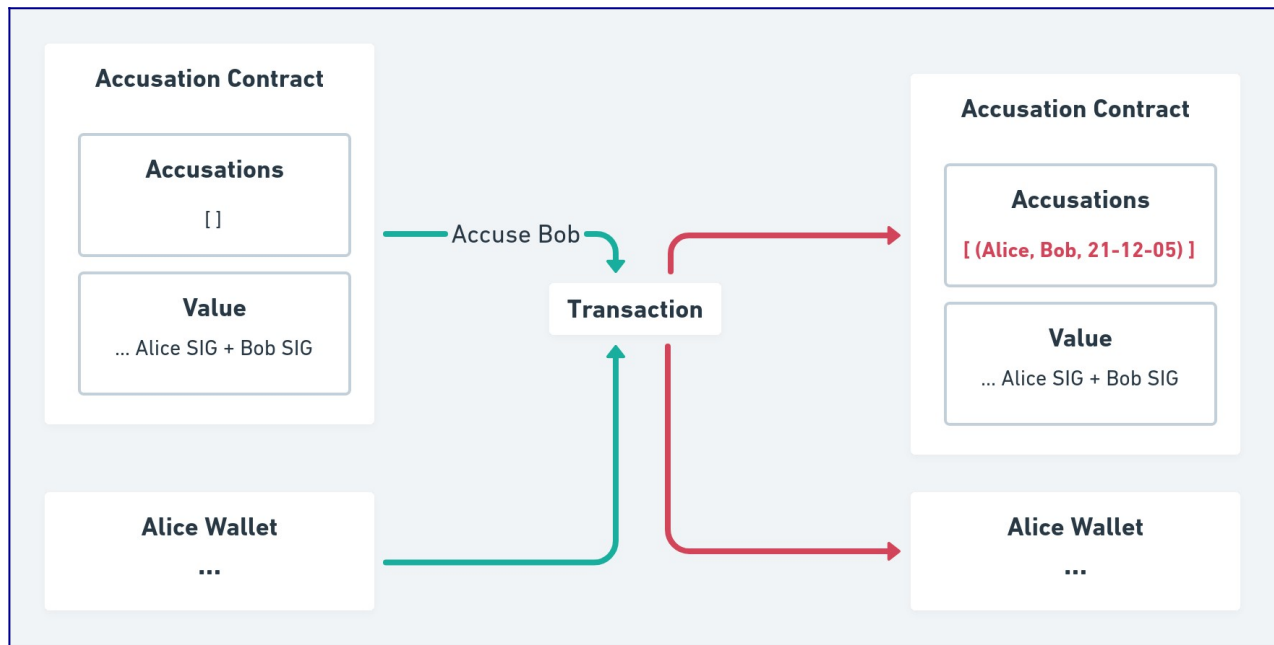 Accusation Contract
Accusations
[ ]
Value
... Alice SIG + Bob SIG
Alice Wallet
...
Accuse Bob
Transaction
Accusation Contract
Accusations
[ (Alice, Bob, 21-12-05) ]
Value
... Alice SIG + Bob SIG
Alice Wallet
...